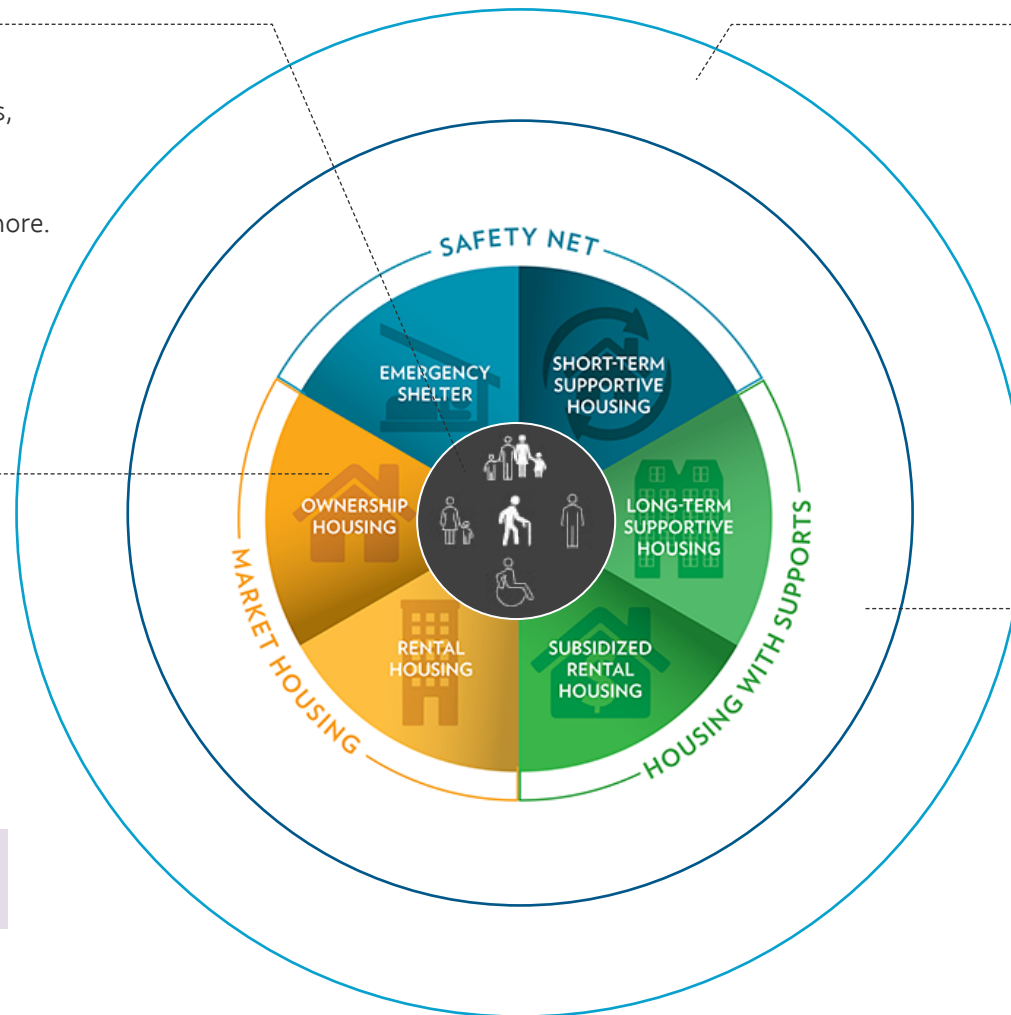 s,
more.
SAFETY NET
EMERGENCY
SHELTER
SHORT-TERM
SUPPORTIVE
HOUSING
OWNERSHIP
HOUSING
LONG-TERM
SUPPORTIVE
HOUSING
RENTAL
HOUSING
SUBSIDIZED
RENTAL
HOUSING
MARKET HOUSING
HOUSING WITH SUPPORTS